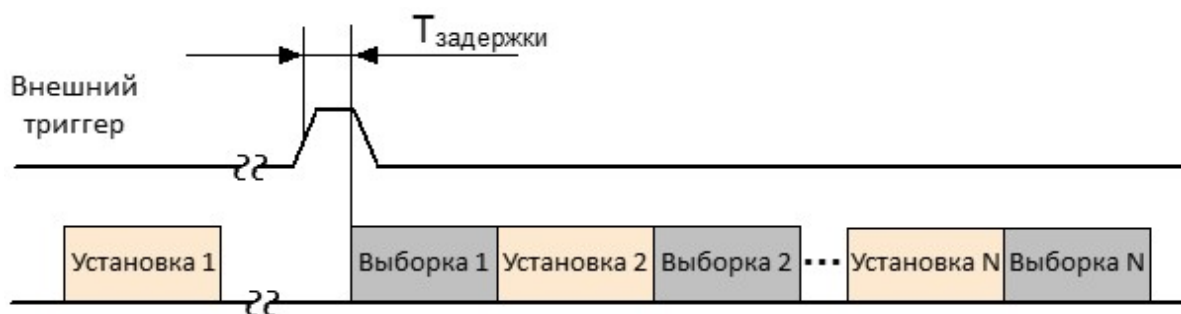 Tзадержки
Внешний
триггер
Установка 1
Выборка 1
Установка 2
Выборка 2
...
Установка N
Выборка N